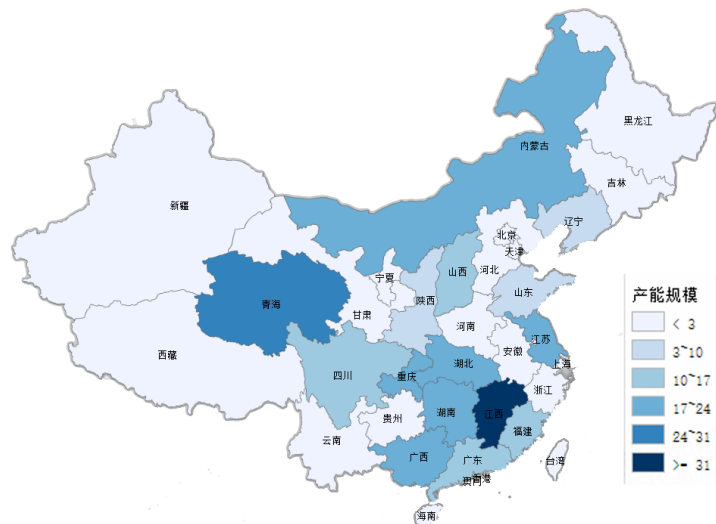 黑龙江
内蒙古
吉林
新疆
辽宁
北京
天津
宁夏
山西
河北
青海
陕西
山东
甘肃
河南
江苏
西藏
安徽
上海
四川
湖北
重庆
浙江
湖南
江西
贵州
福建
云南
广西
广东
台湾
香港
澳门
海南
产能规模
< 3
3~10
10~17
17~24
24~31
>= 31